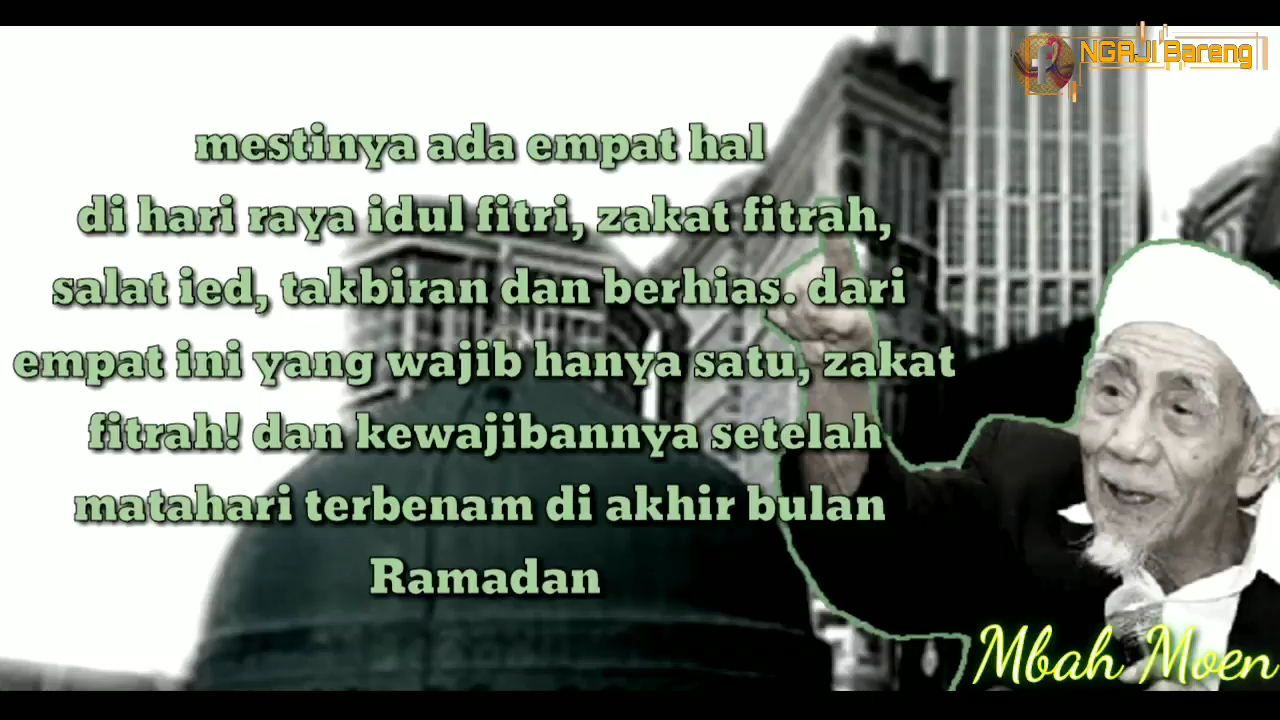 NGAJI Bareng
mestinya ada empat hal
di hari raya idul fitri, zakat fitrah,
salat ied, takbiran dan berhias. dari
empat ini yang wajib hanya satu, zakat
fitrah! dan kewajibannya setelah
matahari terbenam di akhir bulan
Ramadan
Mbah Moen